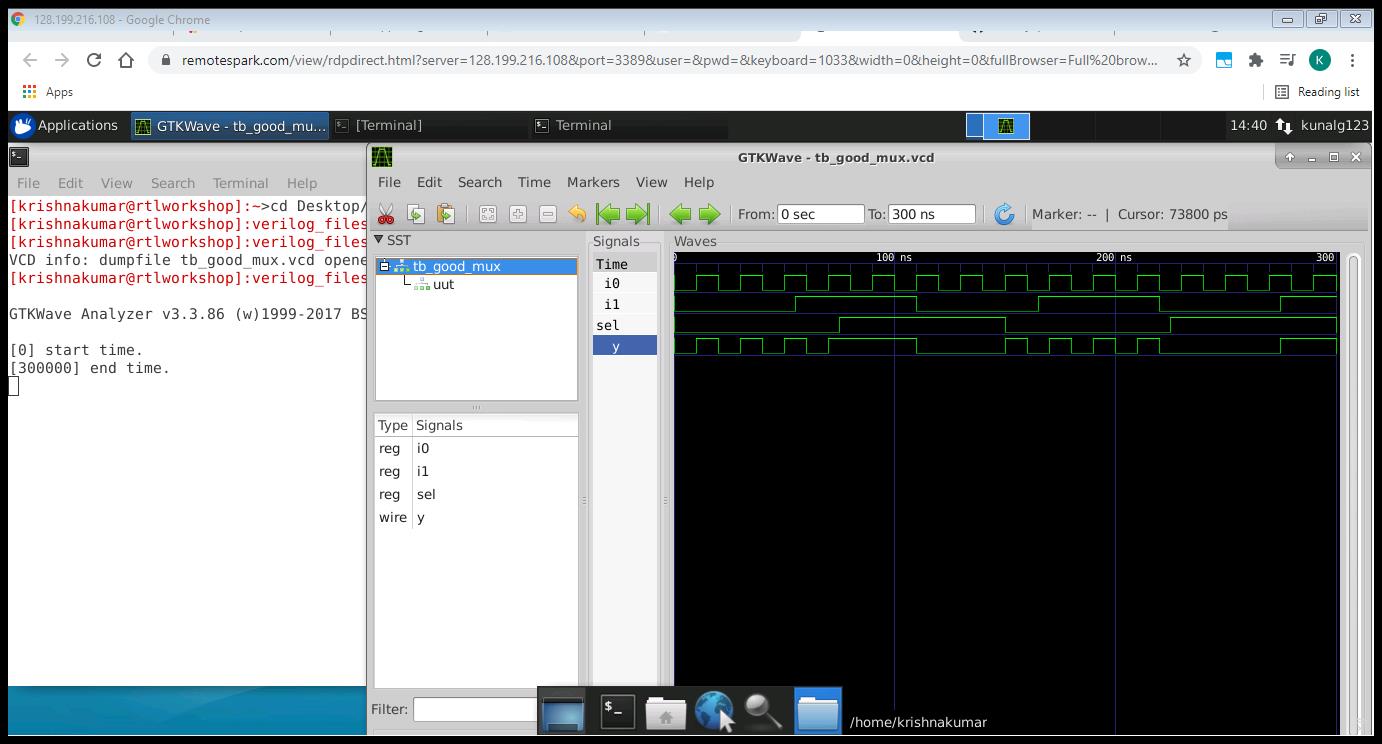 128.199.216.108 - Google Chrome
remotespark.com/view/rdpdirect.html?server=128.199.216.108&port=3389&user=&pwd=&keyboard=1033&width=0&height=0&fullBrowser=Full%20brow...
K
Apps
Reading list
Applications
GTKWave - tb_good_mu...
[Terminal]
Terminal
14:40
kunalg123
GTKWave - tb_good_mux.vcd
File Edit View Search Terminal Help
[krishnakumar@rtlworkshop]:~>cd Desktop/
[krishnakumar@rtlworkshop]:verilog_files
[krishnakumar@rtlworkshop]:verilog_files
VCD info: dumpfile tb_good_mux.vcd opene
[krishnakumar@rtlworkshop]:verilog_files
GTKWave Analyzer v3.3.86 (w)1999-2017 BS
[0] start time.
[300000] end time.
File Edit Search Time Markers View Help
From: 0 sec To: 300 ns
Marker: -- | Cursor: 73800 ps
SST
tb_good_mux
uut
Type Signals
reg i0
reg i1
reg sel
wire y
Filter:
Signals
Time
i0
i1
sel
y
Waves
0 100 ns 200 ns 300
/home/krishnakumar